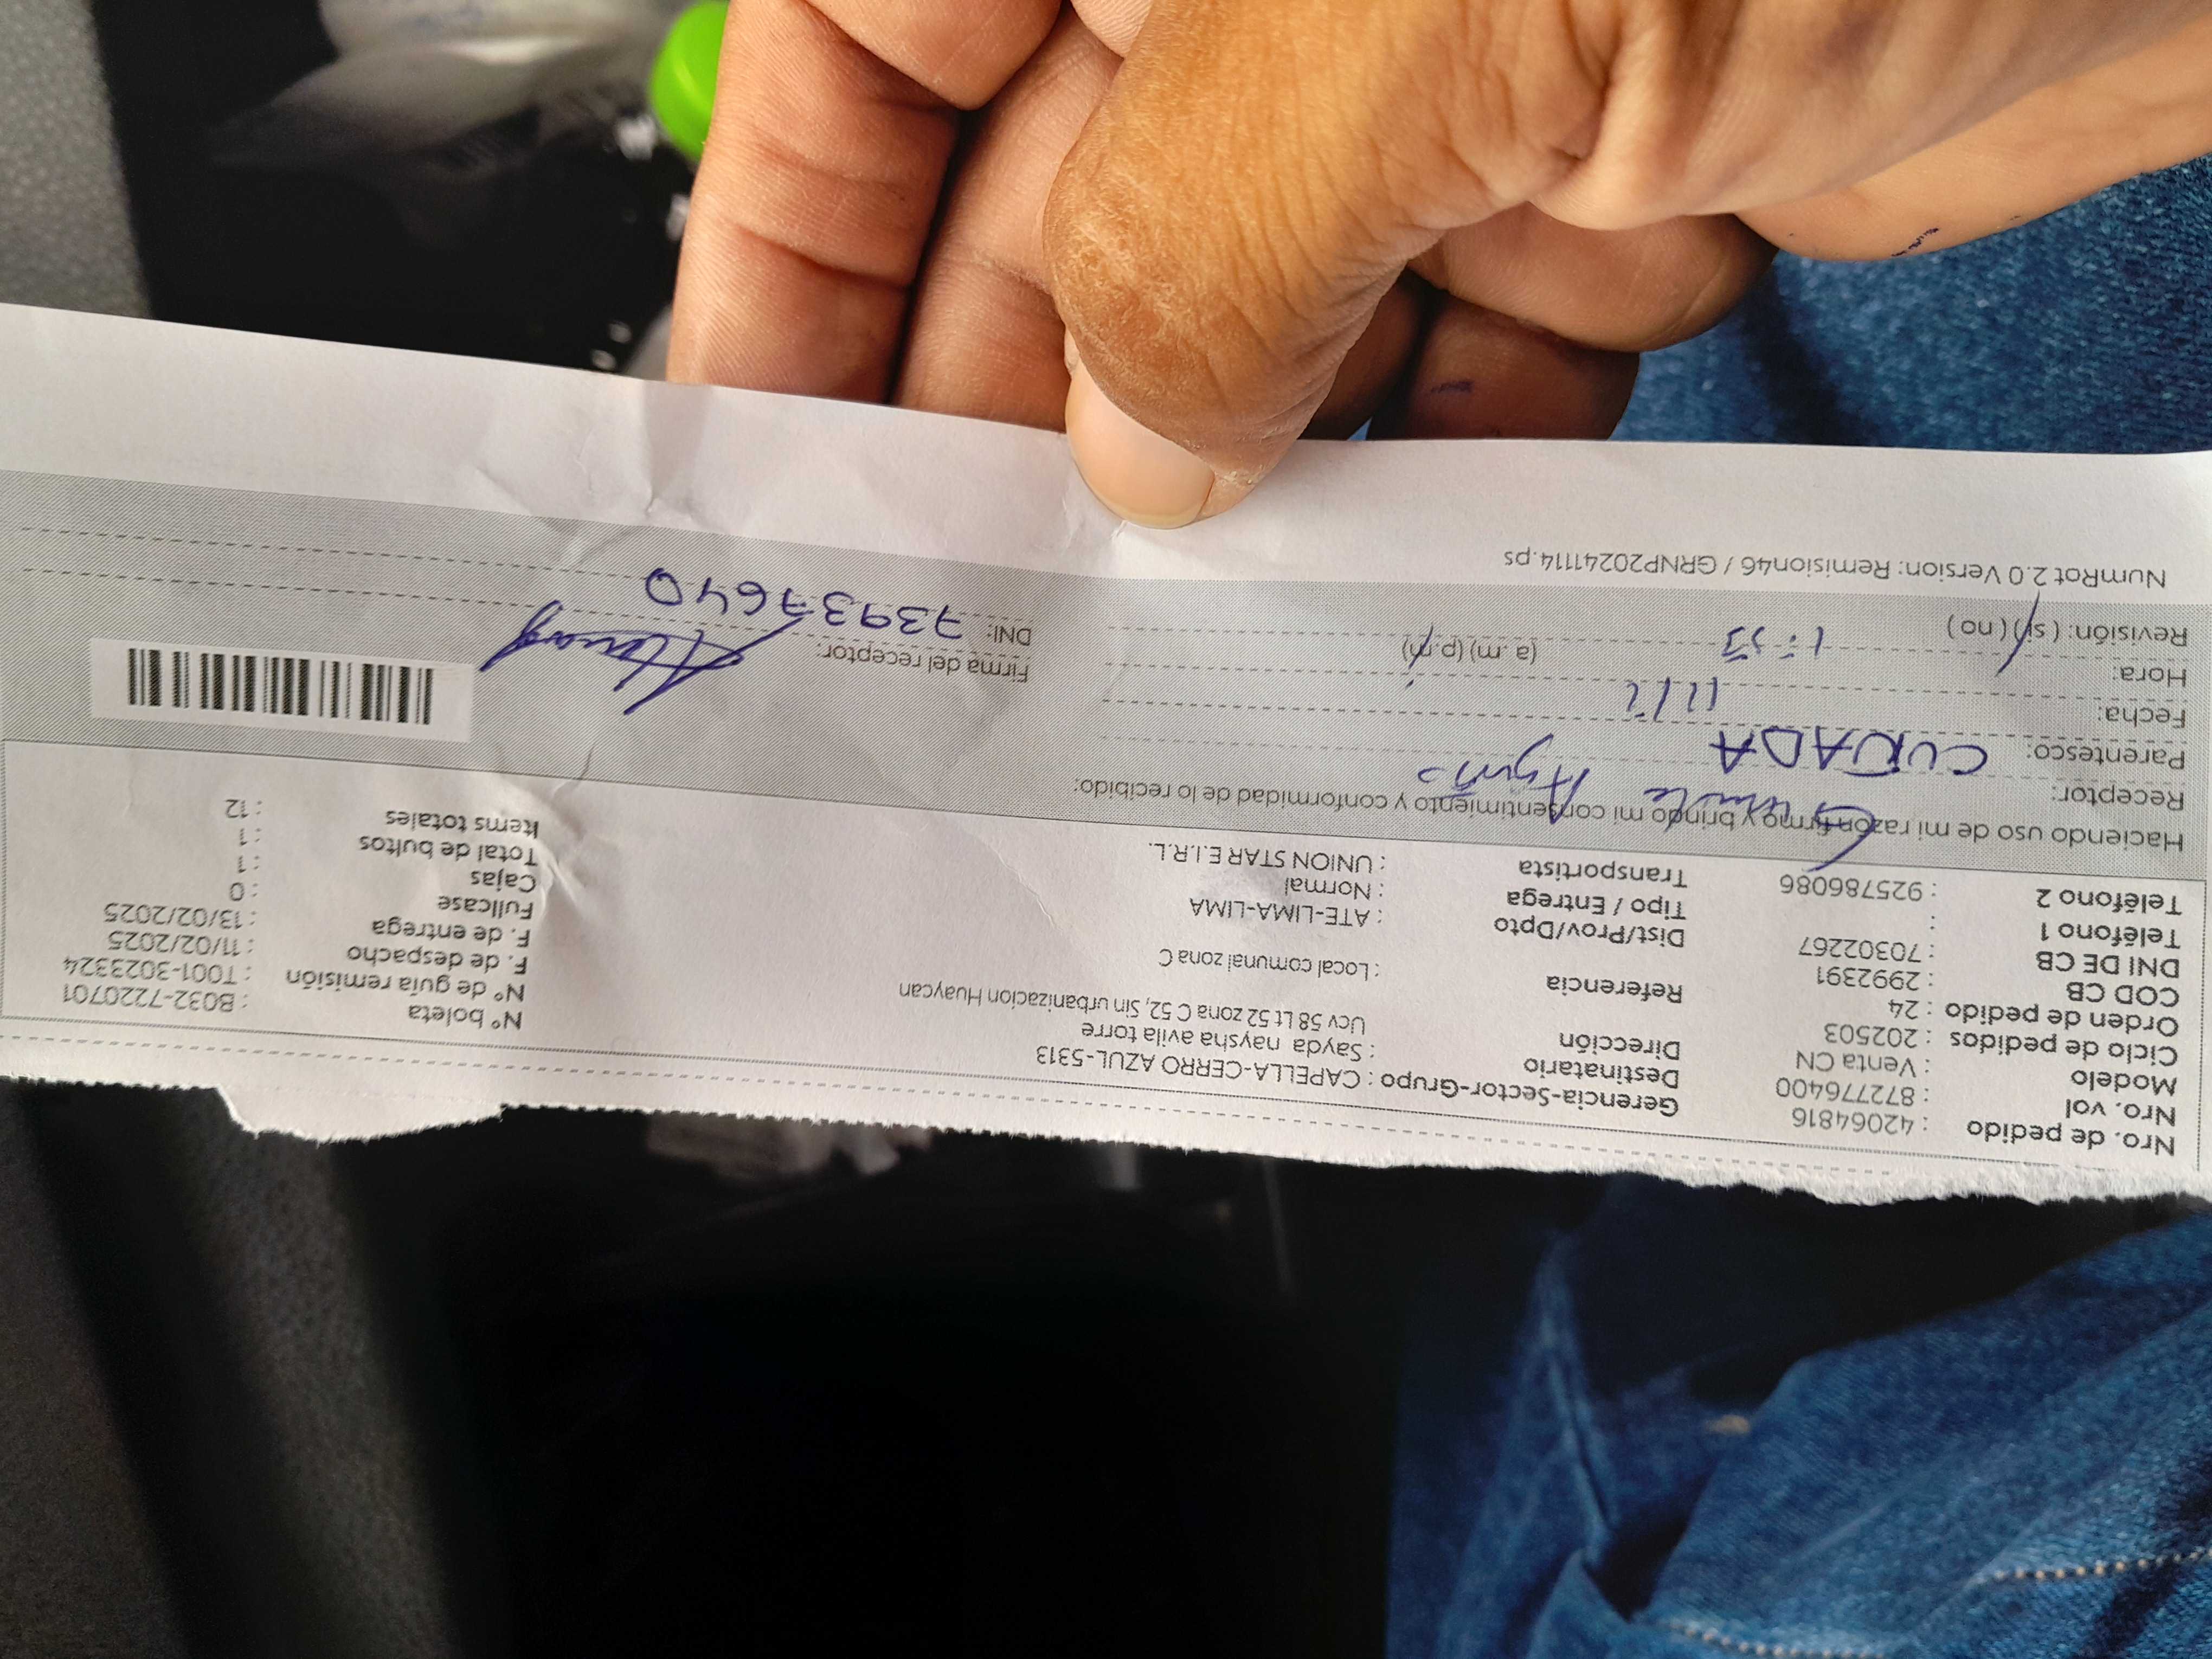 Nro. de pedido : 42064816
Nro. vol : 872776400
Modelo : Venta CN
Ciclo de pedidos : 202503
Orden de pedido : 24
COD CB : 2992391
DNI DE CB : 70302267
Teléfono 1 :
Teléfono 2 : 925786086
Gerencia-Sector-Grupo : CAPELLA-CERRO AZUL-5313
Destinatario : Sayda naysha avila torre
Dirección Ucv 58 Lt 52 zona C 52, Sin urbanizacion Huaycan
Referencia : Local comunal zona C
Dist/Prov/Dpto : ATE-LIMA-LIMA
Tipo / Entrega : Normal
Transportista : UNION STAR E.I.R.L.
N° boleta : B032-7220701
N° de guía remisión : T001-3023324
F. de despacho : 11/02/2025
F. de entrega : 13/02/2025
Fullcase : 0
Cajas : 1
Total de bultos : 1
Items totales : 12
Haciendo uso de mi razón firmo y brindo mi consentimiento y conformidad de lo recibido:
Receptor:
Parentesco: CUÑADA
Fecha: 11/2
Hora: 1:33 (a.m) (p.m)
Revisión: (si) (no)
Firma del receptor:
DNI: 73937640
NumRot 2.0 Version: Remision46 / GRNP20241114.ps